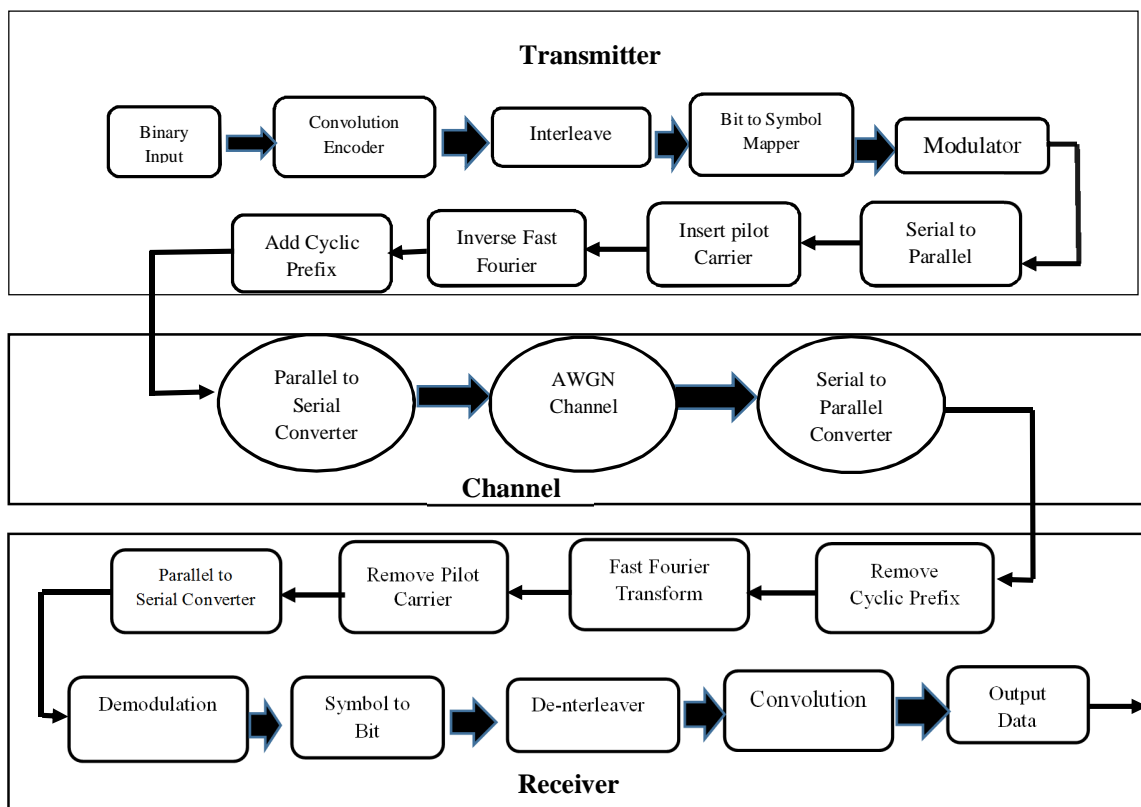 Transmitter
Binary
Input
Convolution
Encoder
Interleave
Bit to Symbol
Mapper
Modulator
Serial to
Parallel
Insert pilot
Carrier
Inverse Fast
Fourier
Add Cyclic
Prefix
Parallel to
Serial
Converter
AWGN
Channel
Serial to
Parallel
Converter
Channel
Remove
Cyclic Prefix
Fast Fourier
Transform
Remove Pilot
Carrier
Parallel to
Serial Converter
Demodulation
Symbol to
Bit
De-nterleaver
Convolution
Output
Data
Receiver